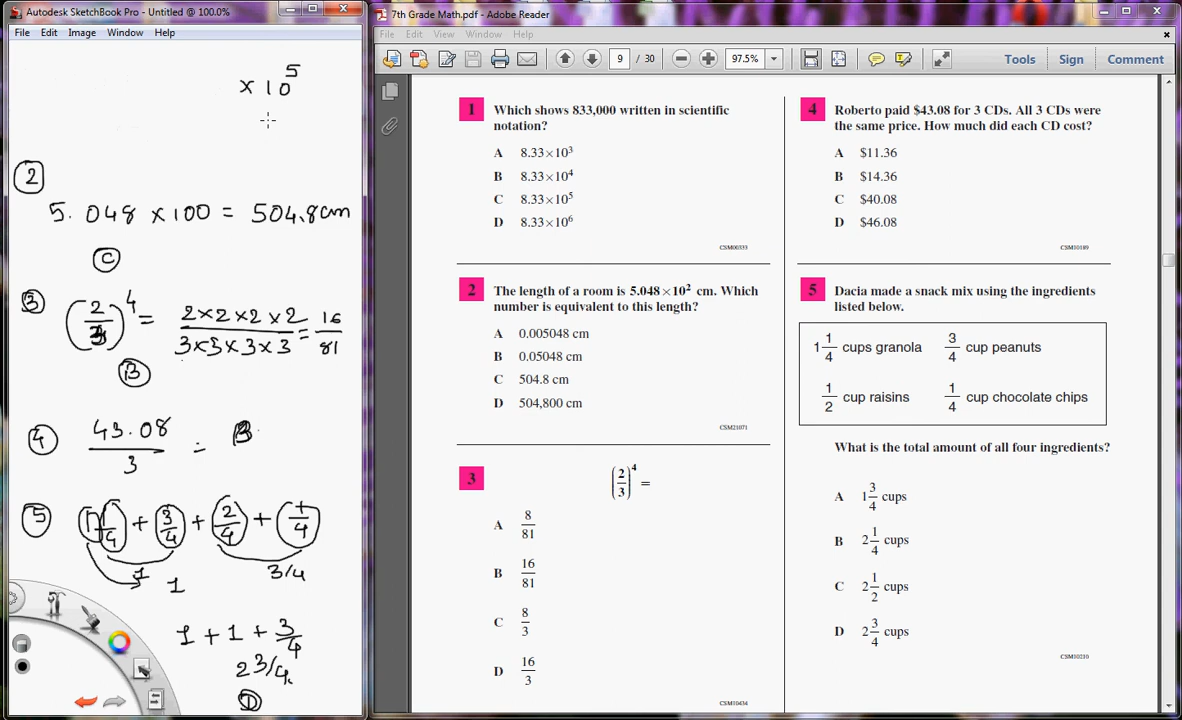 Autodesk SketchBook Pro - Untitled @ 100.0%
File Edit Image Window Help
× 10⁵
2
5.048 × 100 = 504.8cm
C
3 (2/3)⁴ = 2×2×2×2 / 3×3×3×3 = 16/81
B
4 43.08/3 = B
5 1 1/4 + 3/4 + 2/4 + 1/4
1 1 3/4
1 + 1 + 3/4
2 3/4
D
7th Grade Math.pdf - Adobe Reader
File Edit View Window Help
9 / 30 97.5% Tools Sign Comment
1 Which shows 833,000 written in scientific
notation?
A 8.33×10³
B 8.33×10⁴
C 8.33×10⁵
D 8.33×10⁶
CSM00333
2 The length of a room is 5.048×10² cm. Which
number is equivalent to this length?
A 0.005048 cm
B 0.05048 cm
C 504.8 cm
D 504,800 cm
CSM21071
3 (2/3)⁴ =
A 8/81
B 16/81
C 8/3
D 16/3
CSM10434
4 Roberto paid $43.08 for 3 CDs. All 3 CDs were
the same price. How much did each CD cost?
A $11.36
B $14.36
C $40.08
D $46.08
CSM10189
5 Dacia made a snack mix using the ingredients
listed below.
1 1/4 cups granola 3/4 cup peanuts
1/2 cup raisins 1/4 cup chocolate chips
What is the total amount of all four ingredients?
A 1 3/4 cups
B 2 1/4 cups
C 2 1/2 cups
D 2 3/4 cups
CSM10210